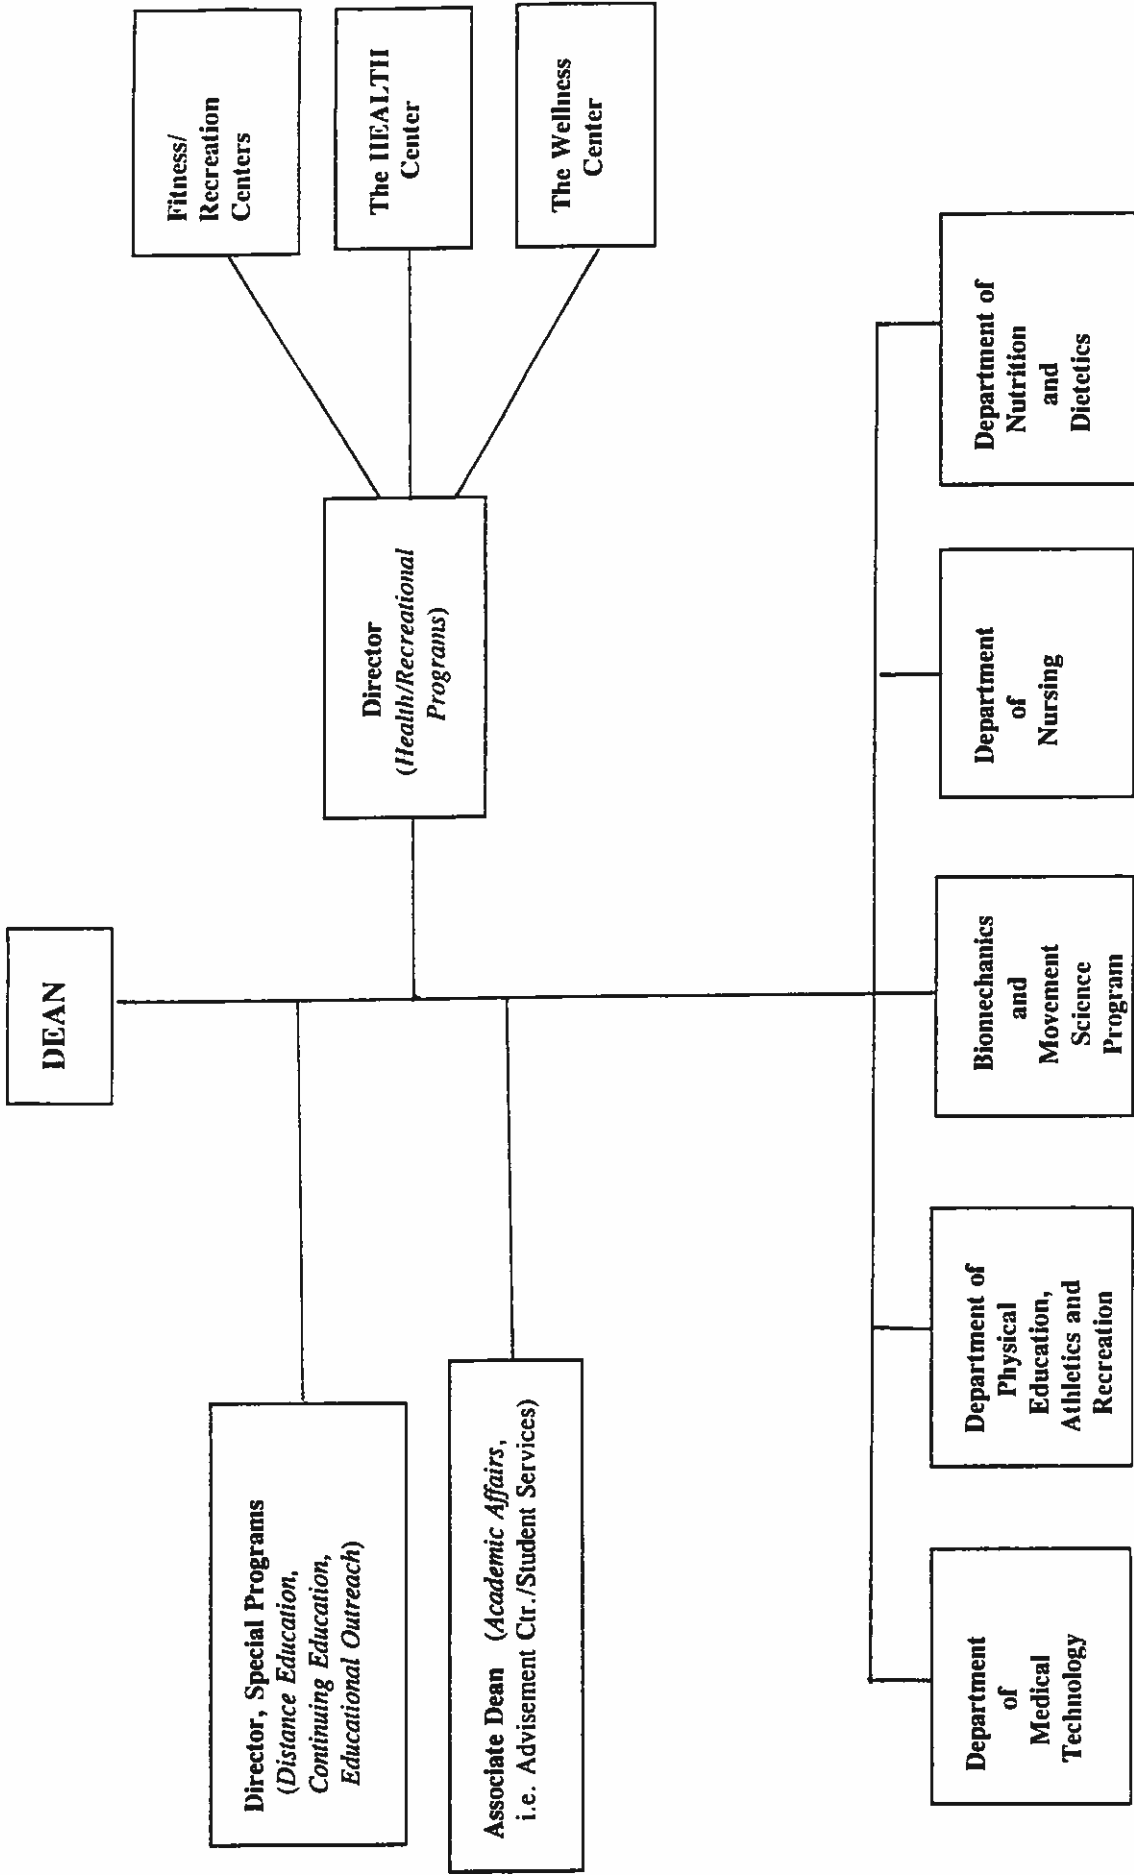 DEAN
Director, Special Programs
(Distance Education,
Continuing Education,
Educational Outreach)
Associate Dean (Academic Affairs,
i.e. Advisement Ctr./Student Services)
Director
(Health/Recreational
Programs)
Fitness/
Recreation
Centers
The HEALTH
Center
The Wellness
Center
Department
of
Medical
Technology
Department of
Physical
Education,
Athletics and
Recreation
Biomechanics
and
Movement
Science
Program
Department
of
Nursing
Department of
Nutrition
and
Dietetics